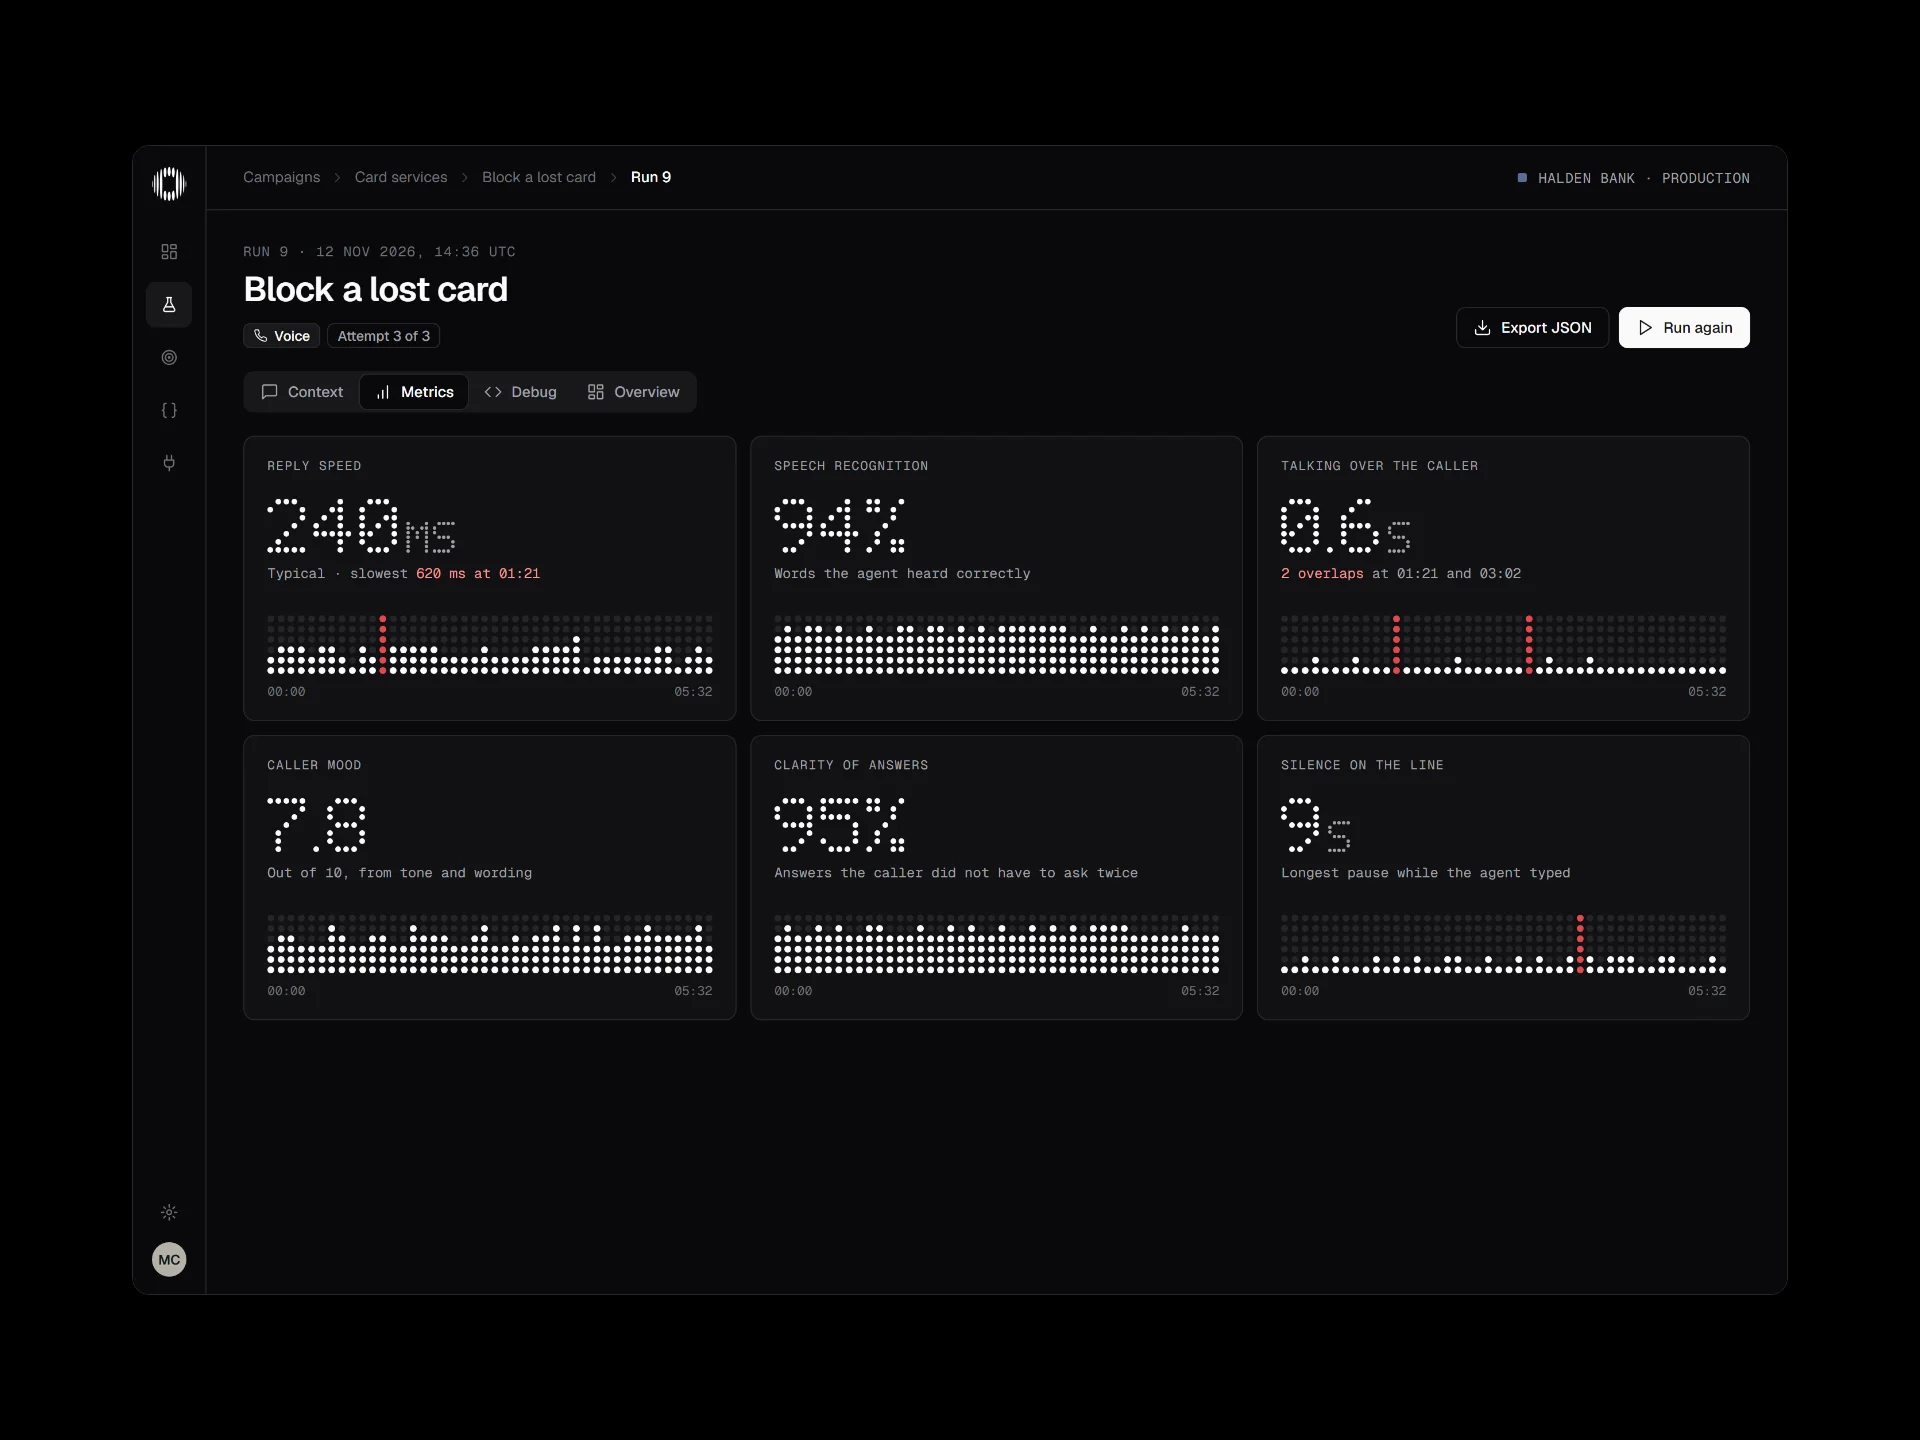 Campaigns > Card services > Block a lost card > Run 9
HALDEN BANK · PRODUCTION
RUN 9 · 12 NOV 2026, 14:36 UTC
Block a lost card
Voice
Attempt 3 of 3
Export JSON
Run again
Context
Metrics
Debug
Overview
REPLY SPEED
240MS
Typical · slowest 620 ms at 01:21
00:00 05:32
SPEECH RECOGNITION
94%
Words the agent heard correctly
00:00 05:32
TALKING OVER THE CALLER
0.6S
2 overlaps at 01:21 and 03:02
00:00 05:32
CALLER MOOD
7.8
Out of 10, from tone and wording
00:00 05:32
CLARITY OF ANSWERS
95%
Answers the caller did not have to ask twice
00:00 05:32
SILENCE ON THE LINE
9S
Longest pause while the agent typed
00:00 05:32
MC